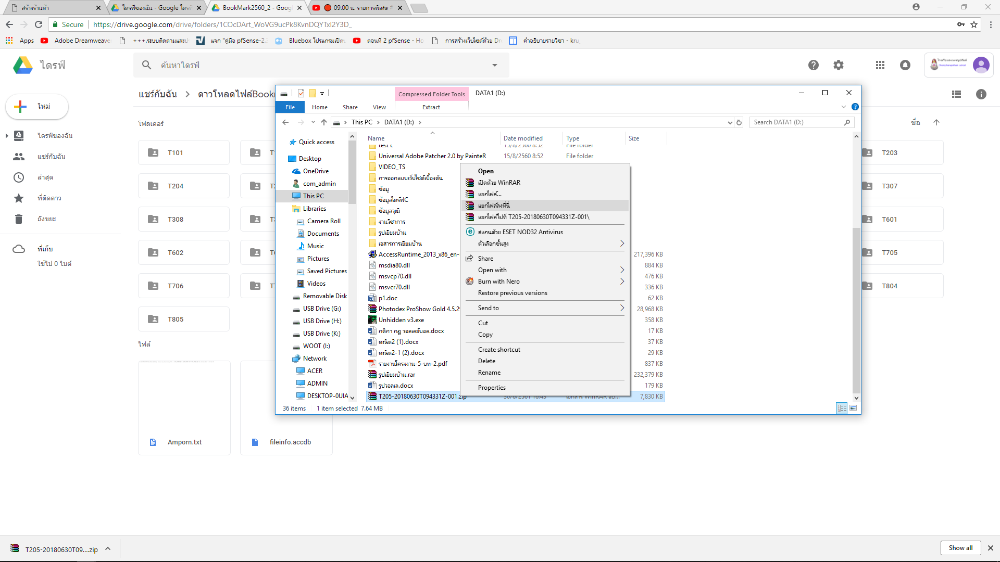 สร้างร้านค้า
ไดรฟ์ของฉัน - Google ไดรฟ์
BookMark2560_2 - Goog
09.00 น. รายการพิเศษ #
Secure
https://drive.google.com/drive/folders/1COcDArt_WoVG9ucPk8KvnDQYTxl2Y3D_
Apps
Adobe Dreamweave
+++.ระบบติดตามและป
แจก "คู่มือ pfSense-2.
Bluebox โปรแกรมเปิด
ตอนที่ 2 pfSense - Ho
การสร้างเว็บไซต์ด้วย Dr
คำอธิบายรายวิชา - kru
ไดรฟ์
ค้นหาไดรฟ์
แชร์กับฉัน
ดาวโหลดไฟล์Book
ใหม่
ไดรฟ์ของฉัน
แชร์กับฉัน
ล่าสุด
ที่ติดดาว
ถังขยะ
ที่เก็บ
ใช้ไป 0 ไบต์
โฟลเดอร์
ชื่อ
T101
T203
T204
T307
T308
T601
T602
T705
T706
T804
T805
ไฟล์
Amporn.txt
fileinfo.accdb
Compressed Folder Tools
DATA1 (D:)
File
Home
Share
View
Extract
This PC
DATA1 (D:)
Search DATA1 (D:)
Quick access
Desktop
OneDrive
com_admin
This PC
Libraries
Camera Roll
Documents
Music
Pictures
Saved Pictures
Videos
Removable Disk
USB Drive (G:)
USB Drive (H:)
USB Drive (K:)
WOOT (I:)
Network
ACER
ADMIN
DESKTOP-0UIA
Name
Date modified
Type
Size
test c
15/8/2560 8:52
File folder
Universal Adobe Patcher 2.0 by PainteR
15/8/2560 8:52
File folder
VIDEO_TS
การออกแบบเว็บไซต์เบื้องต้น
ข้อมู
ข้อมูลไดร์ฟC
ข้อมูลวุฒิ
งานวิชาการ
รูปเยี่ยมบ้าน
เอสารการเยี่ยมบ้าน
AccessRuntime_2013_x86_en-
217,396 KB
msdia80.dll
884 KB
msvcp70.dll
476 KB
msvcr70.dll
336 KB
p1.doc
62 KB
Photodex ProShow Gold 4.5.2
28,968 KB
Unhidden v3.exe
358 KB
กติกา กฏ วอลเลย์บอล.docx
17 KB
คณิต2 (1).docx
37 KB
คณิต2-1 (2).docx
29 KB
รายงานโครงงาน-5-บท-2.pdf
837 KB
รูปเยี่ยมบ้าน.rar
232,379 KB
รูปวอลเล.docx
179 KB
T205-20180630T094331Z-001.zip
30/6/2561 16:43
7,830 KB
Open
เปิดด้วย WinRAR
แยกไฟล์...
แยกไฟล์ลงที่นี่
แยกไฟล์ไปที่ T205-20180630T094331Z-001\
สแกนด้วย ESET NOD32 Antivirus
ตัวเลือกขั้นสูง
Share
Open with
Burn with Nero
Restore previous versions
Send to
Cut
Copy
Create shortcut
Delete
Rename
Properties
36 items
1 item selected 7.64 MB
T205-20180630T09....zip
Show all